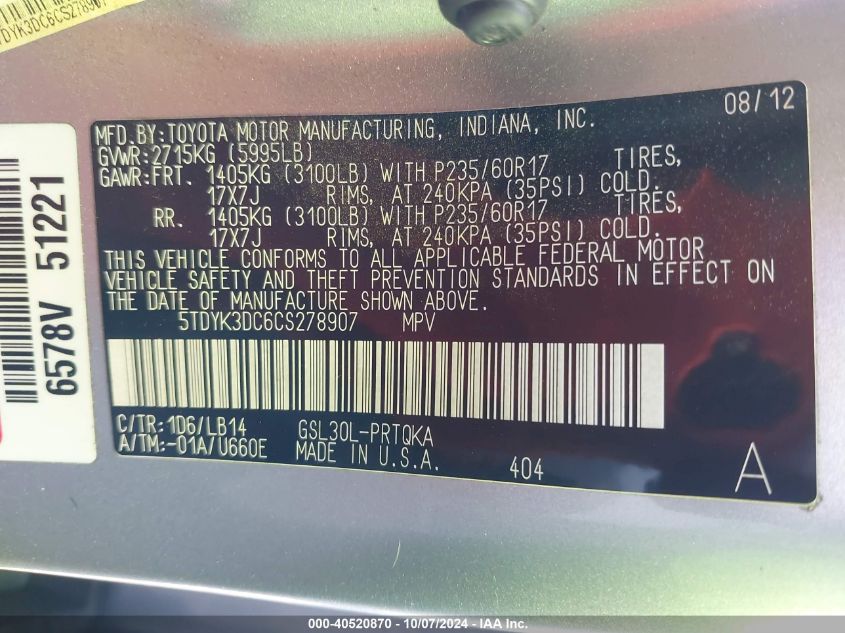 TDYK3DC6CS278907
6578V 51221
08/12
MFD. BY: TOYOTA MOTOR MANUFACTURING, INDIANA, INC.
GVWR: 2715KG (5995LB)
GAWR: FRT. 1405KG (3100LB) WITH P235/60R17 TIRES,
17X7J RIMS, AT 240KPA (35PSI) COLD.
RR. 1405KG (3100LB) WITH P235/60R17 TIRES,
17X7J RIMS, AT 240KPA (35PSI) COLD.
THIS VEHICLE CONFORMS TO ALL APPLICABLE FEDERAL MOTOR
VEHICLE SAFETY AND THEFT PREVENTION STANDARDS IN EFFECT ON
THE DATE OF MANUFACTURE SHOWN ABOVE.
5TDYK3DC6CS278907 MPV
C/TR: 1D6/LB14 GSL30L-PRTQKA
A/TM: -01A/U660E MADE IN U.S.A.
404
A
000-40520870 - 10/07/2024 - IAA Inc.